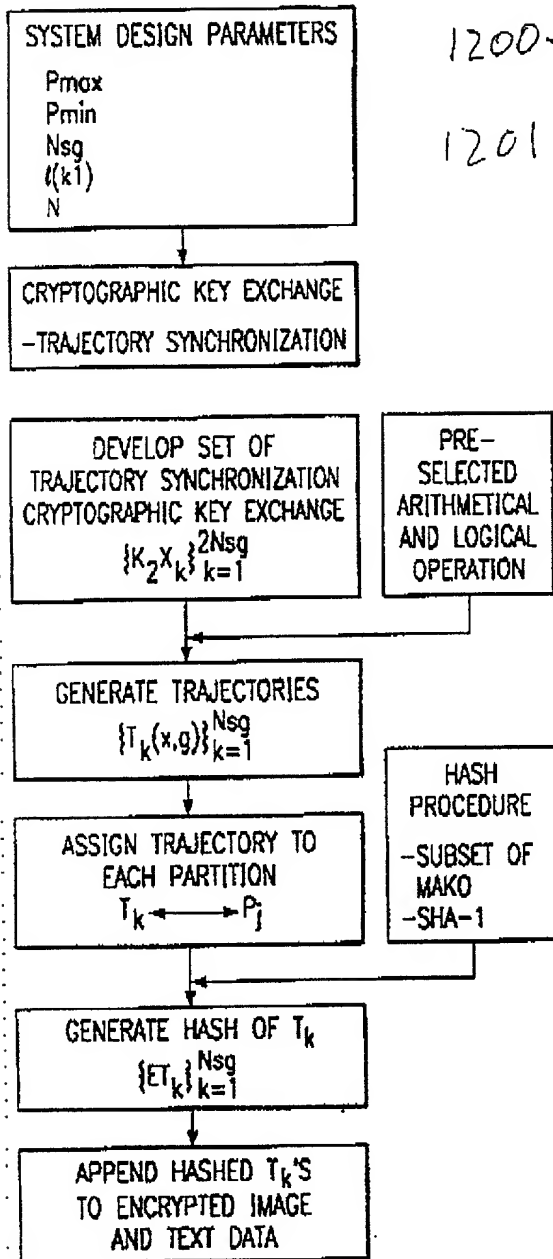 SYSTEM DESIGN PARAMETERS
Pmax
Pmin
Nsg
ℓ(k1)
N
1200
1201
CRYPTOGRAPHIC KEY EXCHANGE
-TRAJECTORY SYNCHRONIZATION
DEVELOP SET OF
TRAJECTORY SYNCHRONIZATION
CRYPTOGRAPHIC KEY EXCHANGE
{K₂Xₖ}²ᴺˢᵍ k=1
PRE-
SELECTED
ARITHMETICAL
AND LOGICAL
OPERATION
GENERATE TRAJECTORIES
{Tₖ(x,g)}ᴺˢᵍ k=1
ASSIGN TRAJECTORY TO
EACH PARTITION
Tₖ ⟷ Pⱼ
HASH
PROCEDURE
-SUBSET OF
MAKO
-SHA-1
GENERATE HASH OF Tₖ
{ETₖ}ᴺˢᵍ k=1
APPEND HASHED Tₖ'S
TO ENCRYPTED IMAGE
AND TEXT DATA